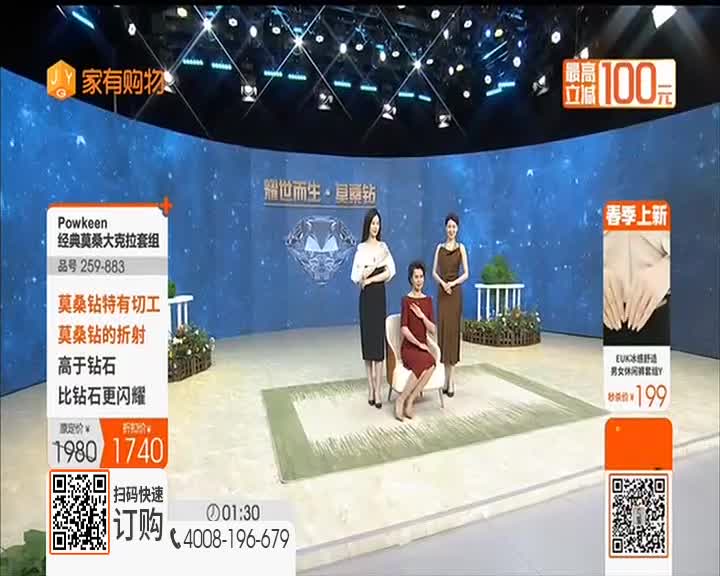 JYG 家有购物
最高
立减 100元
耀世而生·莫桑钻
Powkeen
经典莫桑大克拉套组
品号 259-883
莫桑钻特有切工
莫桑钻的折射
高于钻石
比钻石更闪耀
原定价¥ 1980
折扣价¥ 1740
扫码快速
订购
01:30
4008-196-679
春季上新
EUK冰感舒适
男女休闲裤套组Y
秒杀价¥199